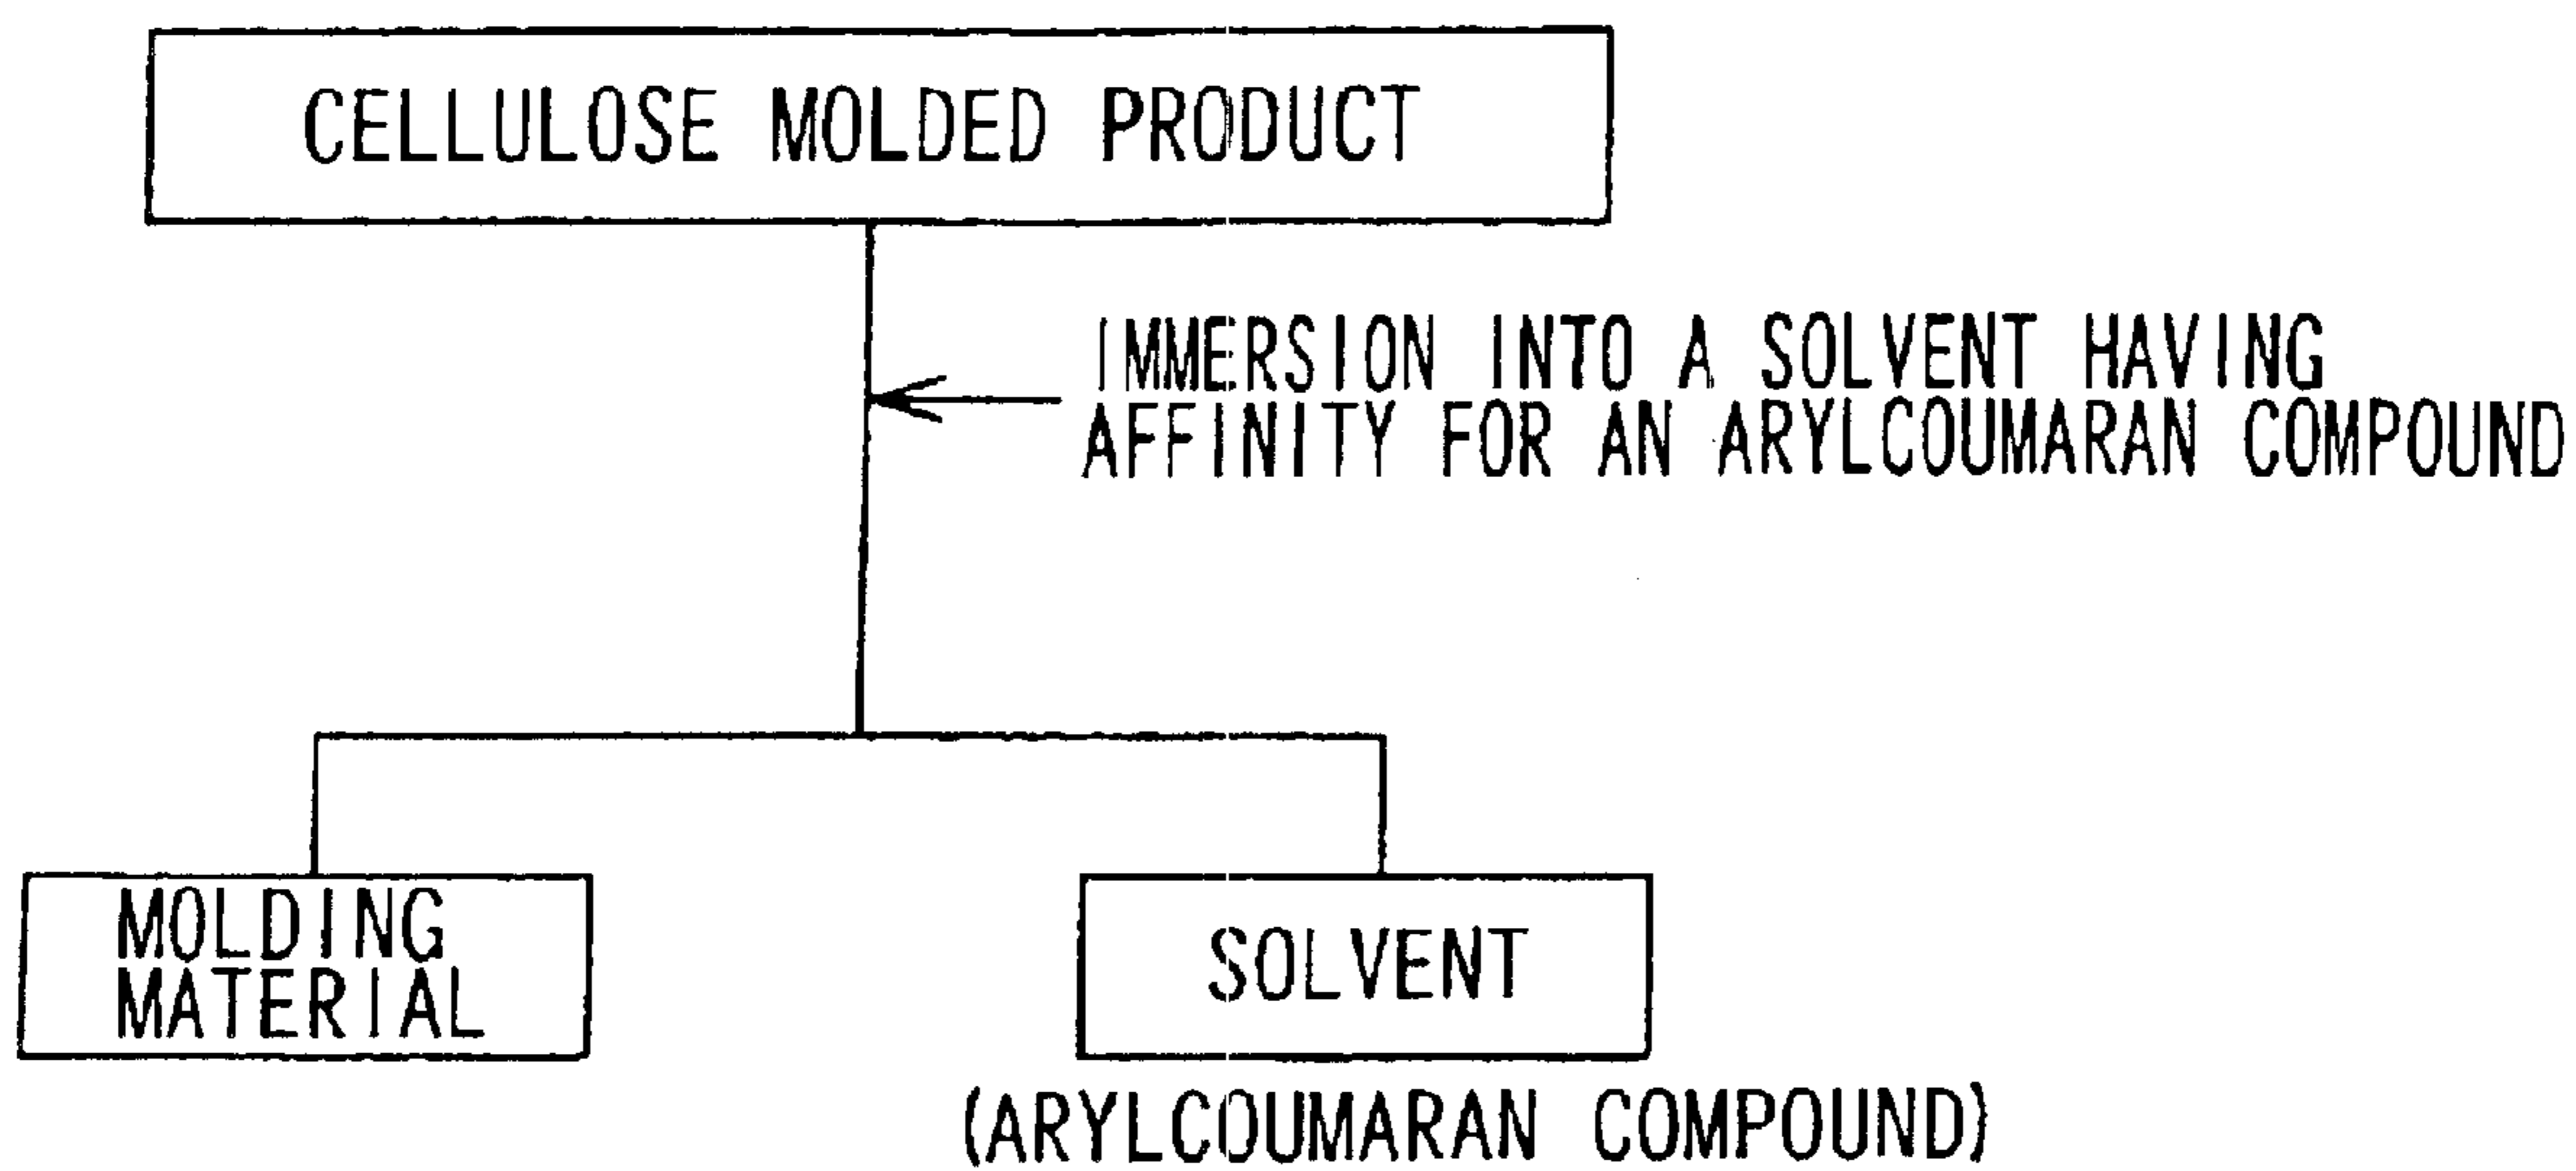 CELLULOSE MOLDED PRODUCT
IMMERSION INTO A SOLVENT HAVING
AFFINITY FOR AN ARYLCOUMARAN COMPOUND
MOLDING
MATERIAL
SOLVENT
(ARYLCOUMARAN COMPOUND)